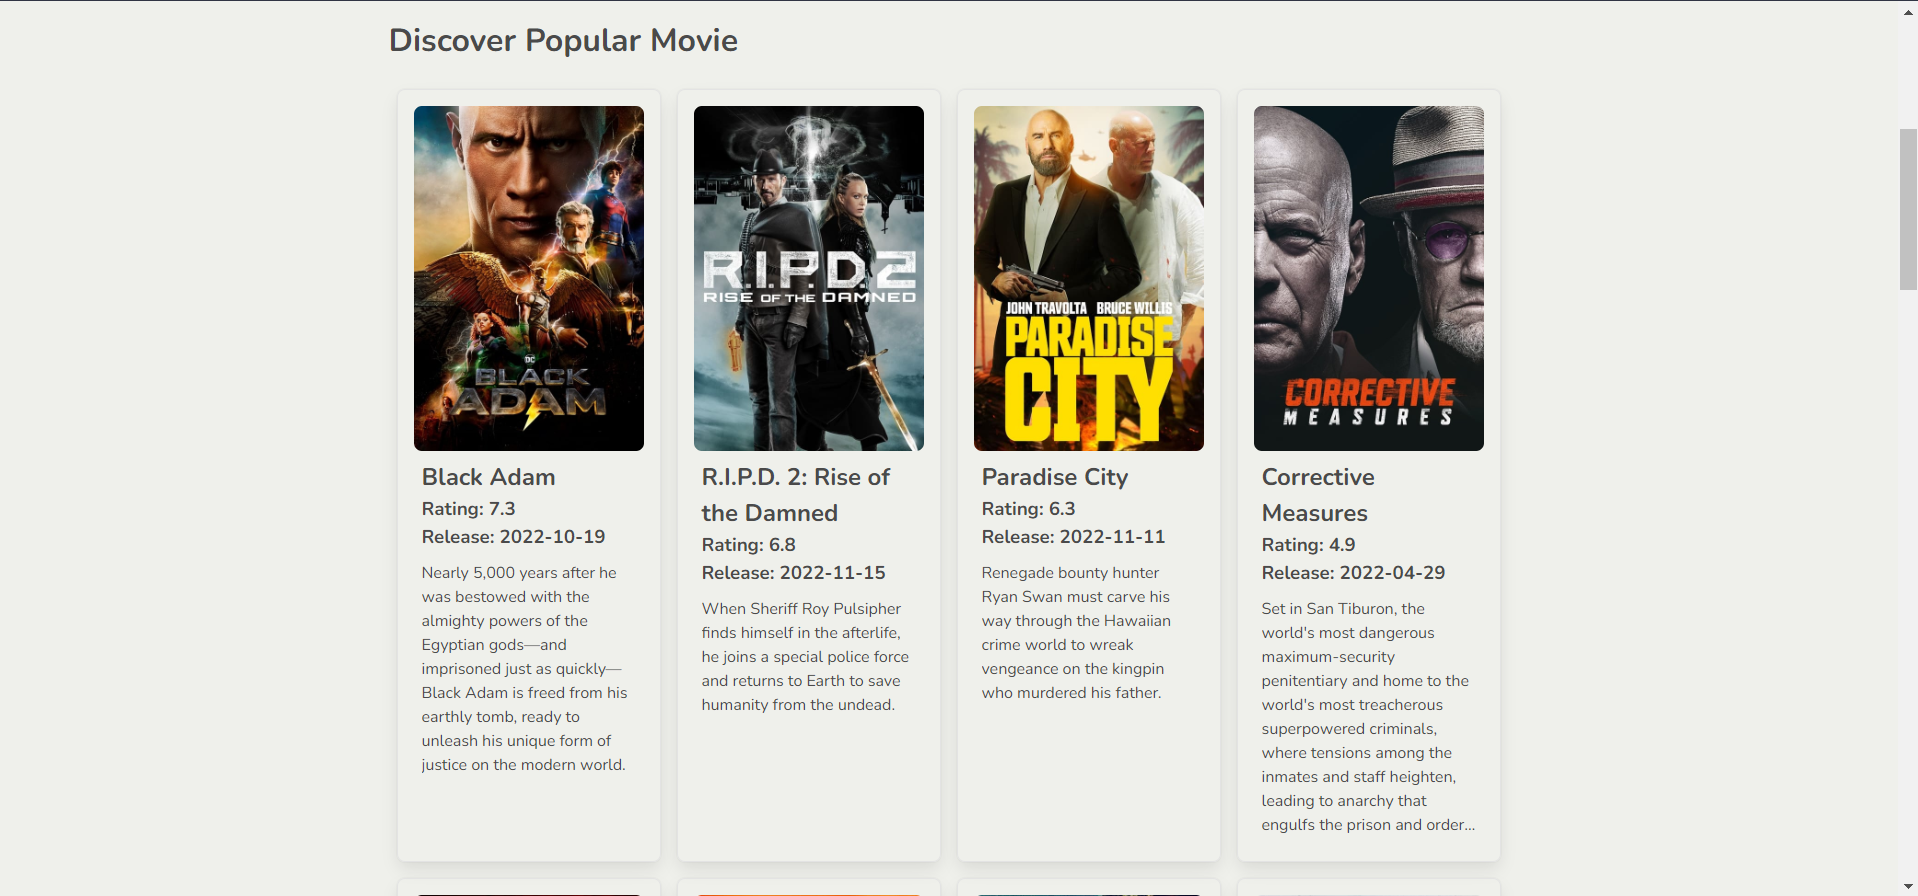 Discover Popular Movie
DC
BLACK
ADAM
Black Adam
Rating: 7.3
Release: 2022-10-19
Nearly 5,000 years after he
was bestowed with the
almighty powers of the
Egyptian gods—and
imprisoned just as quickly—
Black Adam is freed from his
earthly tomb, ready to
unleash his unique form of
justice on the modern world.
R.I.P.D. 2
RISE OF THE DAMNED
R.I.P.D. 2: Rise of
the Damned
Rating: 6.8
Release: 2022-11-15
When Sheriff Roy Pulsipher
finds himself in the afterlife,
he joins a special police force
and returns to Earth to save
humanity from the undead.
JOHN TRAVOLTA BRUCE WILLIS
PARADISE
CITY
Paradise City
Rating: 6.3
Release: 2022-11-11
Renegade bounty hunter
Ryan Swan must carve his
way through the Hawaiian
crime world to wreak
vengeance on the kingpin
who murdered his father.
CORRECTIVE
MEASURES
Corrective
Measures
Rating: 4.9
Release: 2022-04-29
Set in San Tiburon, the
world's most dangerous
maximum-security
penitentiary and home to the
world's most treacherous
superpowered criminals,
where tensions among the
inmates and staff heighten,
leading to anarchy that
engulfs the prison and order...